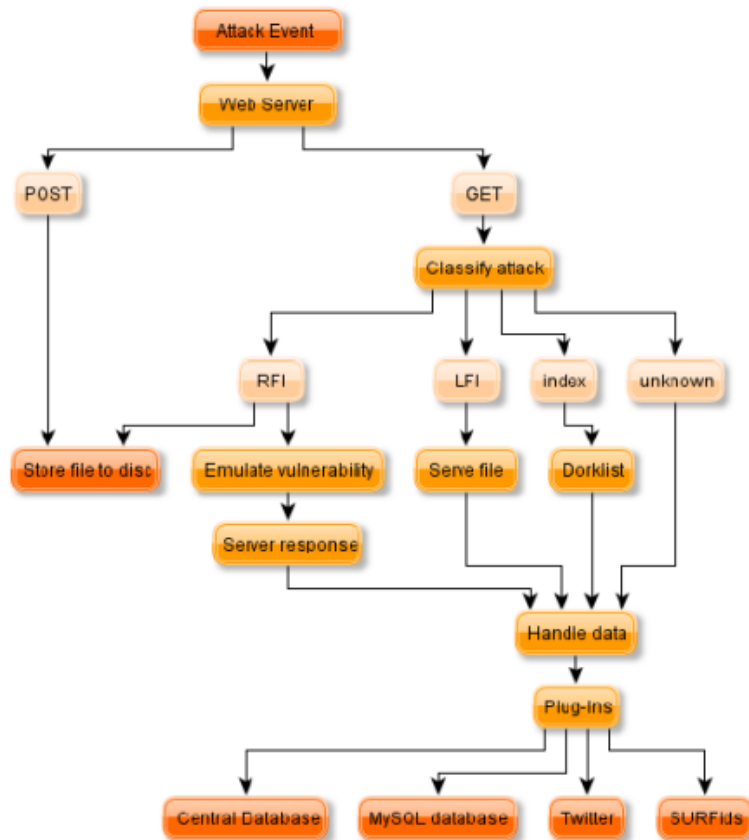 Attack Event
Web Server
POST
GET
Classify attack
RFI
LFI
index
unknown
Store file to disc
Emulate vulnerability
Serve file
Dorklist
Server response
Handle data
Plug-Ins
Central Database
MySQL database
Twitter
SURFids